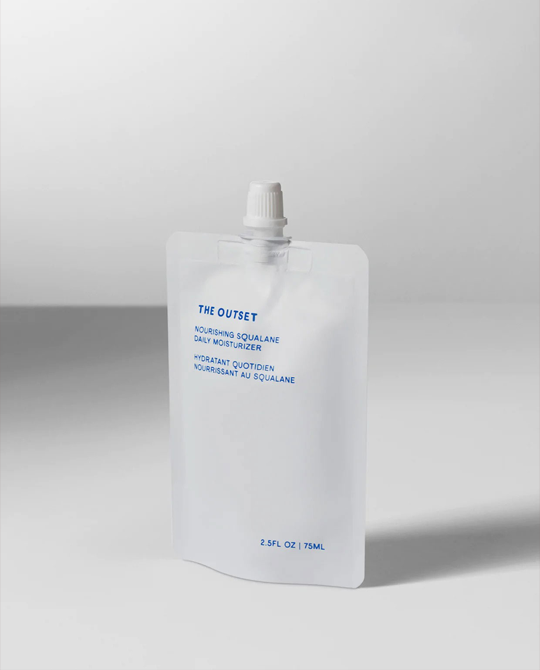 THE OUTSET
NOURISHING SQUALANE
DAILY MOISTURIZER
HYDRATANT QUOTIDIEN
NOURRISSANT AU SQUALANE
2.5FL OZ | 75ML